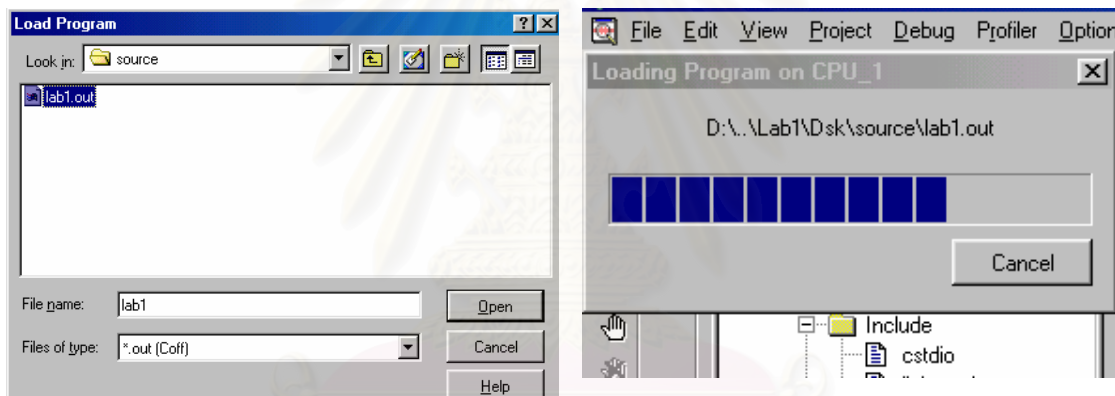 Load Program
Look in: source
lab1.out
File name: lab1 Open
Files of type: *.out (Coff) Cancel
Help
File Edit View Project Debug Profiler Option
Loading Program on CPU_1
D:\..\Lab1\Dsk\source\lab1.out
Cancel
Include
cstdio